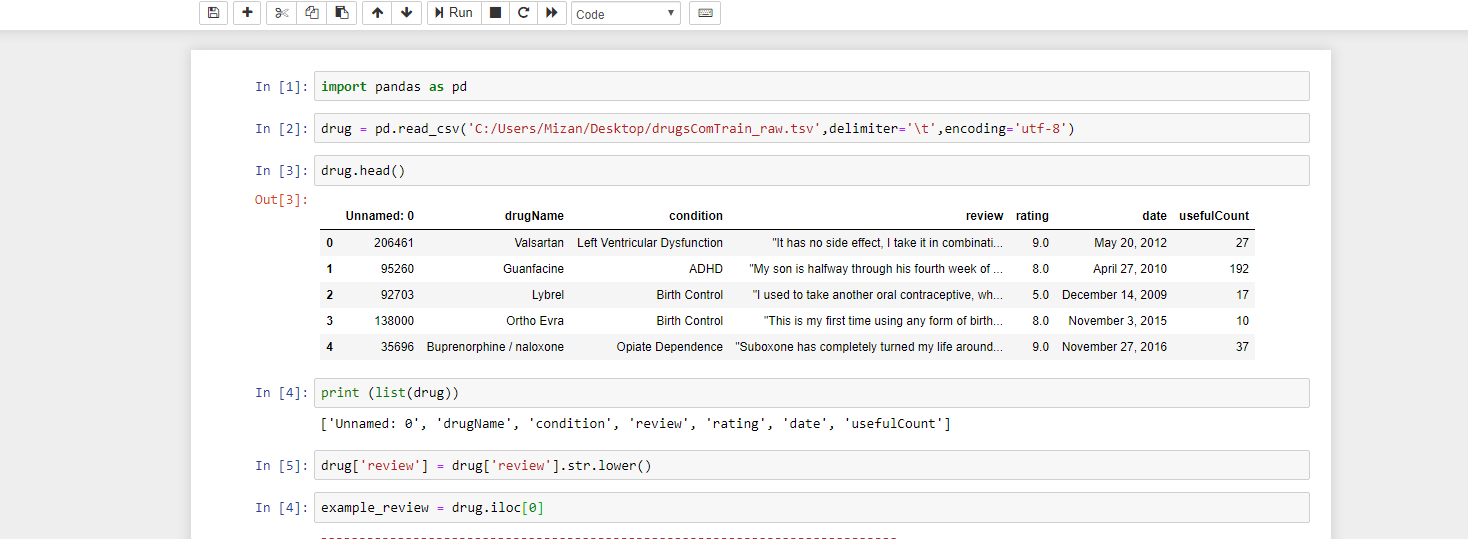 Run Code
In [1]: import pandas as pd
In [2]: drug = pd.read_csv('C:/Users/Mizan/Desktop/drugsComTrain_raw.tsv',delimiter='\t',encoding='utf-8')
In [3]: drug.head()
Out[3]:
Unnamed: 0 drugName condition review rating date usefulCount
0 206461 Valsartan Left Ventricular Dysfunction "It has no side effect, I take it in combinati... 9.0 May 20, 2012 27
1 95260 Guanfacine ADHD "My son is halfway through his fourth week of ... 8.0 April 27, 2010 192
2 92703 Lybrel Birth Control "I used to take another oral contraceptive, wh... 5.0 December 14, 2009 17
3 138000 Ortho Evra Birth Control "This is my first time using any form of birth... 8.0 November 3, 2015 10
4 35696 Buprenorphine / naloxone Opiate Dependence "Suboxone has completely turned my life around... 9.0 November 27, 2016 37
In [4]: print (list(drug))
['Unnamed: 0', 'drugName', 'condition', 'review', 'rating', 'date', 'usefulCount']
In [5]: drug['review'] = drug['review'].str.lower()
In [4]: example_review = drug.iloc[0]